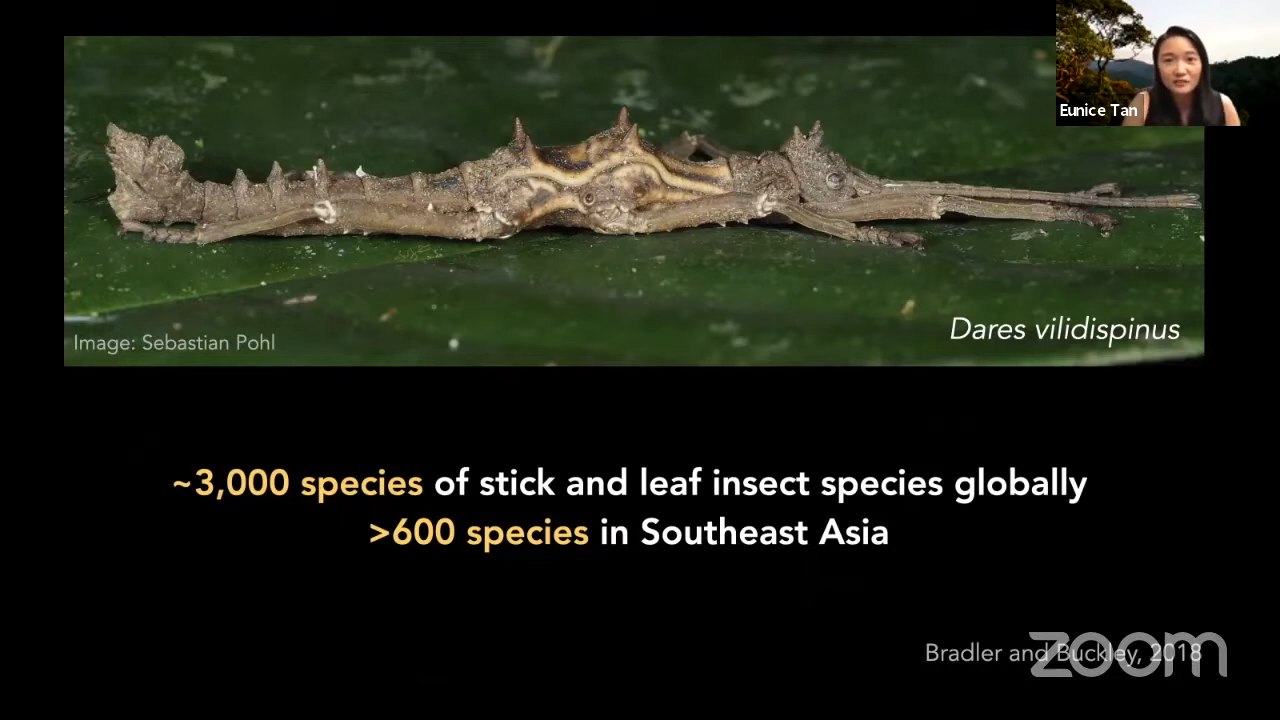 Eunice Tan
Image: Sebastian Pohl
Dares vilidispinus
~3,000 species of stick and leaf insect species globally
>600 species in Southeast Asia
Bradler and Buckley, 2018
zoom